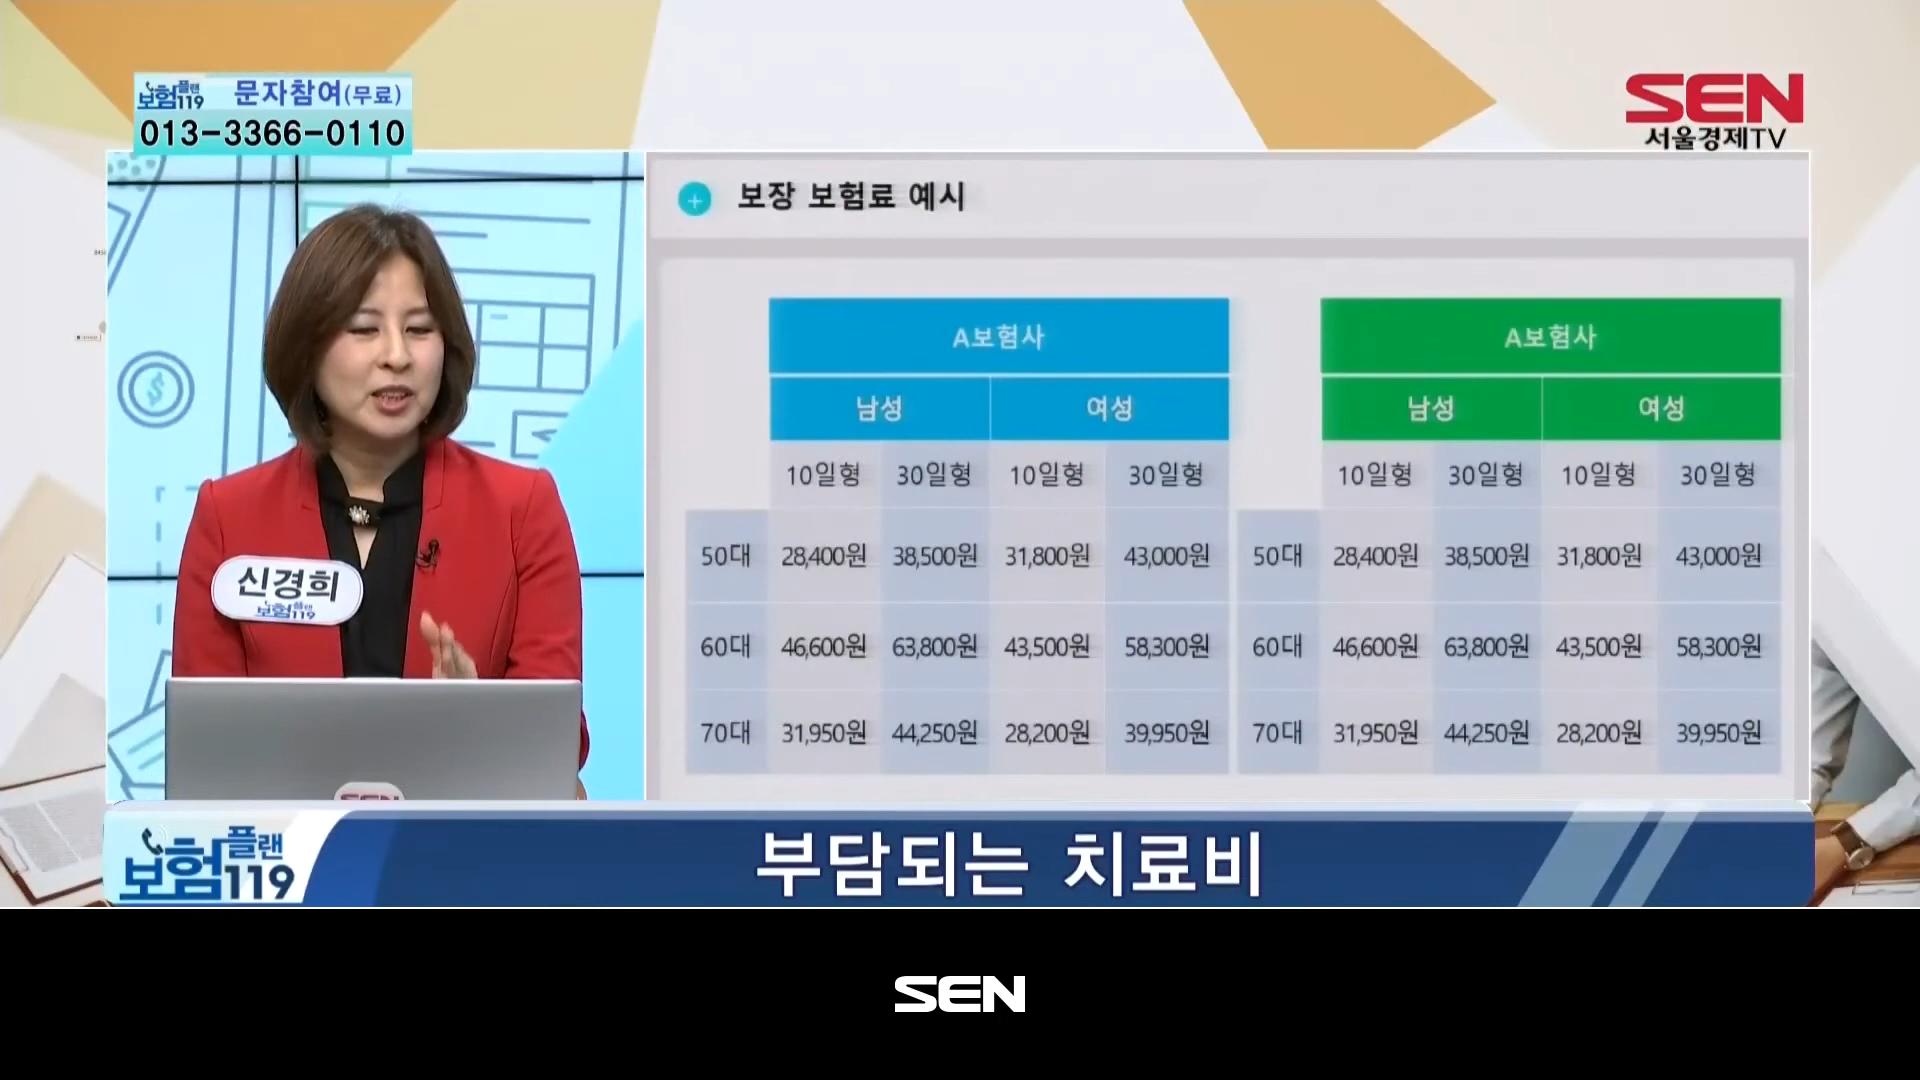 보험플랜119 문자참여(무료)
013-3366-0110
SEN
서울경제TV
보장 보험료 예시
A보험사
남성 여성
10일형 30일형 10일형 30일형
50대 28,400원 38,500원 31,800원 43,000원
60대 46,600원 63,800원 43,500원 58,300원
70대 31,950원 44,250원 28,200원 39,950원
A보험사
남성 여성
10일형 30일형 10일형 30일형
50대 28,400원 38,500원 31,800원 43,000원
60대 46,600원 63,800원 43,500원 58,300원
70대 31,950원 44,250원 28,200원 39,950원
신경희
보험플랜119
SEN
보험플랜119
부담되는 치료비
SEN